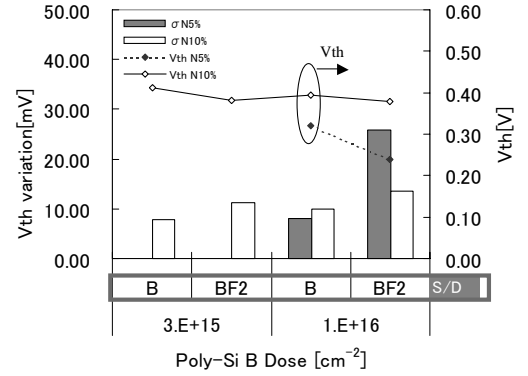 50.00
40.00
30.00
20.00
10.00
0.00
Vth variation[mV]
σ N5%
σ N10%
Vth N5%
Vth N10%
Vth
0.60
0.50
0.40
0.30
0.20
0.10
0.00
Vth[V]
B BF2 B BF2 S/D
3.E+15 1.E+16
Poly-Si B Dose [cm⁻²]